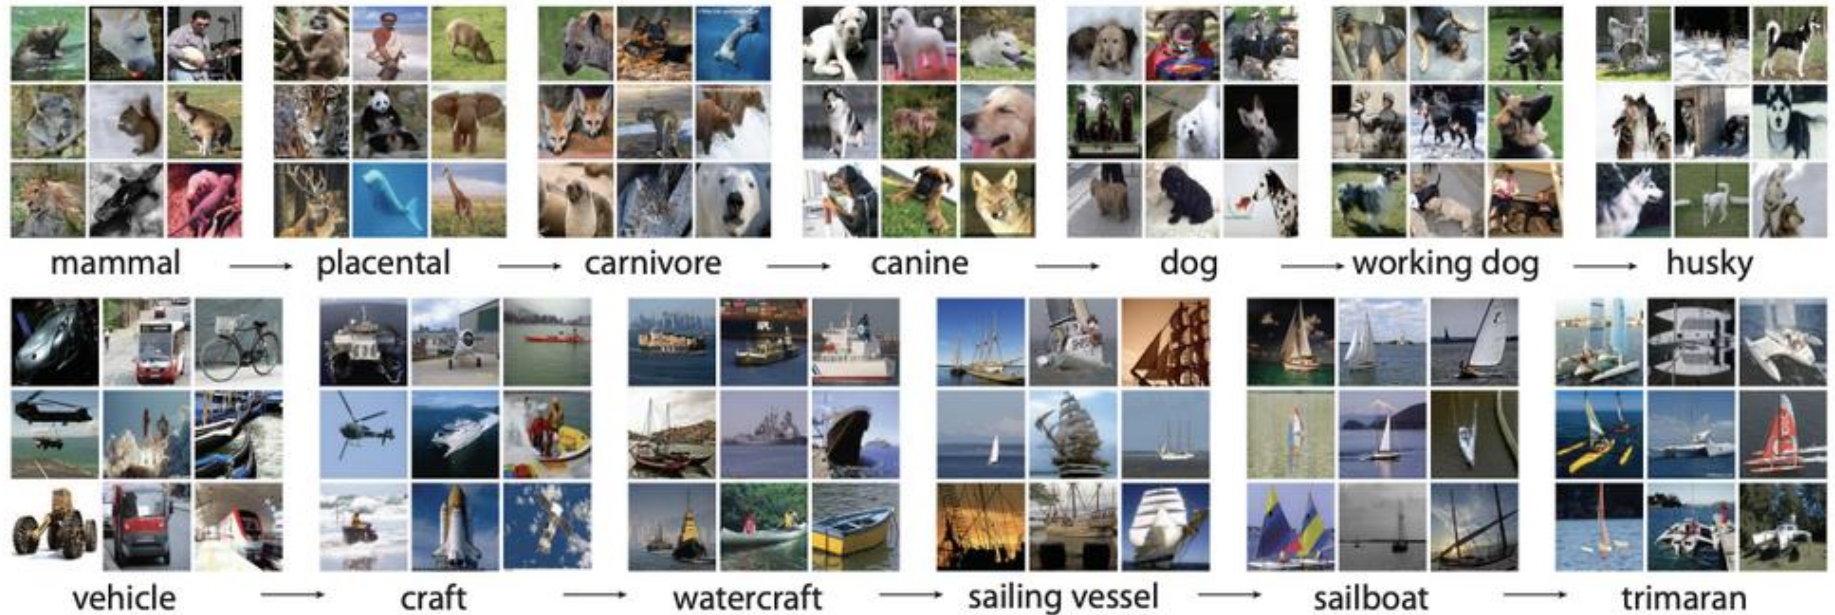 mammal → placental → carnivore → canine → dog → working dog → husky
vehicle → craft → watercraft → sailing vessel → sailboat → trimaran